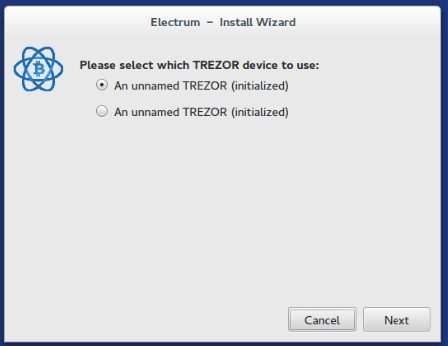 Electrum – Install Wizard
Please select which TREZOR device to use:
An unnamed TREZOR (initialized)
An unnamed TREZOR (initialized)
Cancel Next